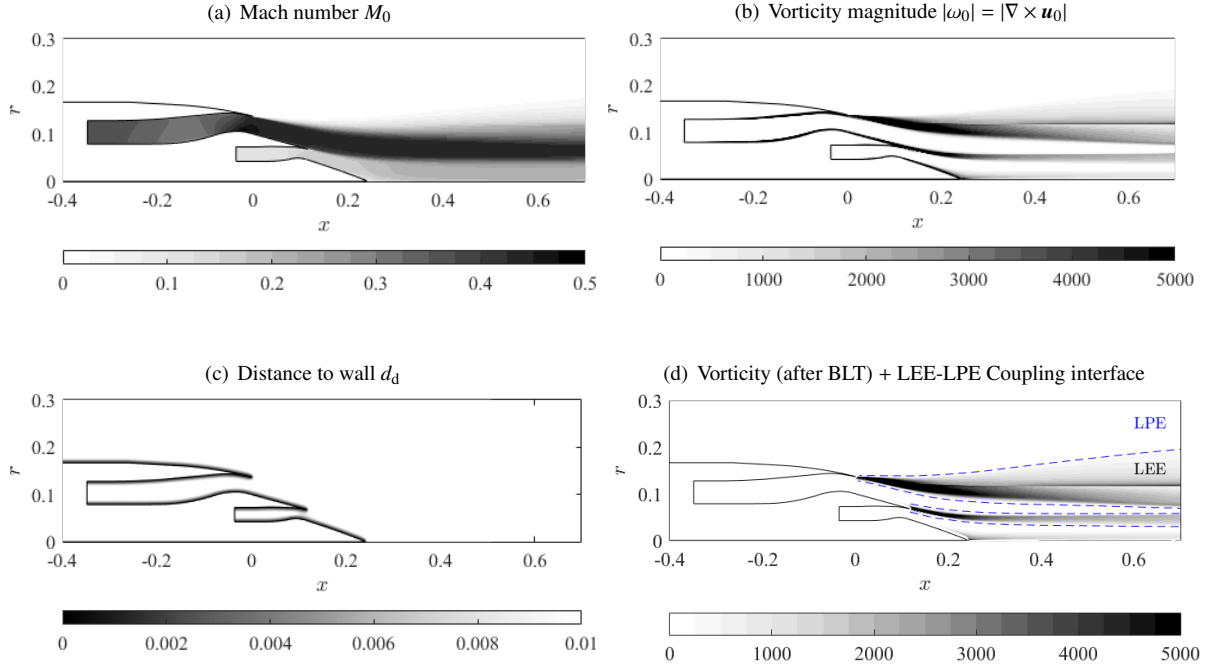 (a) Mach number M₀
0.3
0.2
0.1
0
r
-0.4 -0.2 0 0.2 0.4 0.6
x
0 0.1 0.2 0.3 0.4 0.5
(b) Vorticity magnitude |ω₀| = |∇ × u₀|
0.3
0.2
0.1
0
r
-0.4 -0.2 0 0.2 0.4 0.6
x
0 1000 2000 3000 4000 5000
(c) Distance to wall d_d
0.3
0.2
0.1
0
r
-0.4 -0.2 0 0.2 0.4 0.6
x
0 0.002 0.004 0.006 0.008 0.01
(d) Vorticity (after BLT) + LEE-LPE Coupling interface
0.3
0.2
0.1
0
r
LPE
LEE
-0.4 -0.2 0 0.2 0.4 0.6
x
0 1000 2000 3000 4000 5000